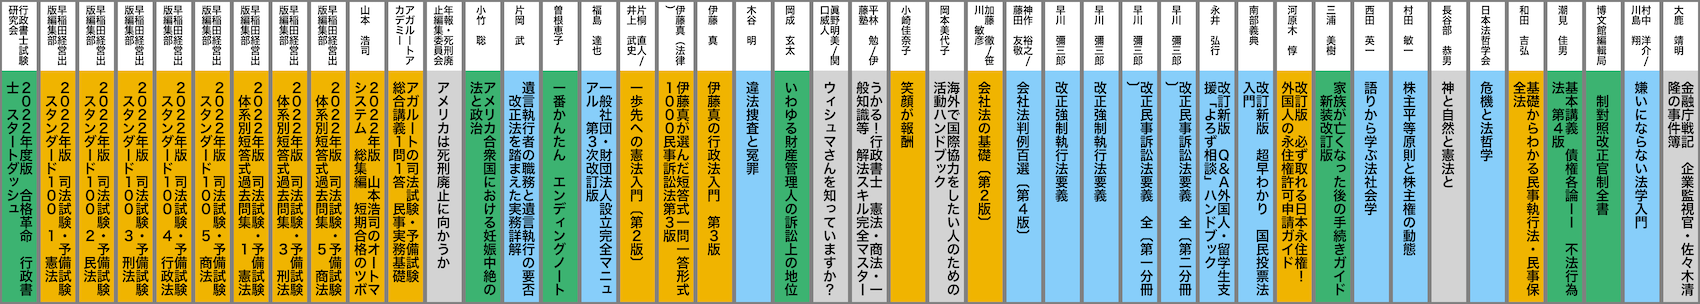 大鹿　靖明
金融庁戦記　企業監視官・佐々木清
隆の事件簿
村中　洋介/
川島　翔
嫌いにならない法学入門
博文館編輯局
制對照改正官制全書
潮見　佳男
基本講義　債権各論ⅠⅠ　不法行為
法　第４版
和田　吉弘
基礎からわかる民事執行法・民事保
全法
日本法哲学会
危機と法哲学
長谷部　恭男
神と自然と憲法と
村田　敏一
株主平等原則と株主権の動態
西田　英一
語りから学ぶ法社会学
三浦　美樹
家族が亡くなった後の手続きガイド
新装改訂版
河原木　惇
改訂版　必ず取れる日本永住権！
外国人の永住権許可申請ガイド
南部義典
改訂新版　超早わかり　国民投票法
入門
永井　弘行
改訂新版　Ｑ＆Ａ外国人・留学生支
援「よろず相談」ハンドブック
早川　彌三郎
改正民事訴訟法要義　全（第二分冊
）
早川　彌三郎
改正民事訴訟法要義　全（第一分冊
）
早川　彌三郎
改正強制執行法要義
早川　彌三郎
改正強制執行法要義
神作　裕之/
藤田　友敬
会社法判例百選〔第４版〕
加藤　徹/笹
川　敏彦
会社法の基礎〔第２版〕
岡本美代子
海外で国際協力をしたい人のための
活動ハンドブック
小崎佳奈子
笑顔が報酬
平林　勉/伊
藤塾
うかる！行政書士　憲法・商法・一
般知識等　解法スキル完全マスター
眞野明美/関
口威人
ウィシュマさんを知っていますか？
岡成　玄太
いわゆる財産管理人の訴訟上の地位
木谷　明
違法捜査と冤罪
伊藤　真
伊藤真の行政法入門　第３版
伊藤真（法律
）
伊藤真が選んだ短答式一問一答形式
１０００民事訴訟法第３版
片桐　直人/
井上　武史
一歩先への憲法入門〔第２版〕
福島　達也
一般社団・財団法人設立完全マニュ
アル　第３次改訂版
曽根恵子
一番かんたん　エンディングノート
片岡　武
遺言執行者の職務と遺言執行の要否
改正法を踏まえた実務詳解
小竹　聡
アメリカ合衆国における妊娠中絶の
法と政治
年報・死刑廃
止編集委員会
アメリカは死刑廃止に向かうか
アガルートア
カデミー
アガルートの司法試験・予備試験
総合講義１問１答　民事実務基礎
山本　浩司
２０２２年版　山本浩司のオートマ
システム　総集編　短期合格のツボ
早稲田経営出
版編集部
２０２２年版　司法試験・予備試験
体系別短答式過去問集　５　商法
早稲田経営出
版編集部
２０２２年版　司法試験・予備試験
体系別短答式過去問集　３　刑法
早稲田経営出
版編集部
２０２２年版　司法試験・予備試験
体系別短答式過去問集　１　憲法
早稲田経営出
版編集部
２０２２年版　司法試験・予備試験
スタンダード１００　５　商法
早稲田経営出
版編集部
２０２２年版　司法試験・予備試験
スタンダード１００　４　行政法
早稲田経営出
版編集部
２０２２年版　司法試験・予備試験
スタンダード１００　３　刑法
早稲田経営出
版編集部
２０２２年版　司法試験・予備試験
スタンダード１００　２　民法
早稲田経営出
版編集部
２０２２年版　司法試験・予備試験
スタンダード１００　１　憲法
行政書士試験
研究会
２０２２年度版　合格革命　行政書
士　スタートダッシュ